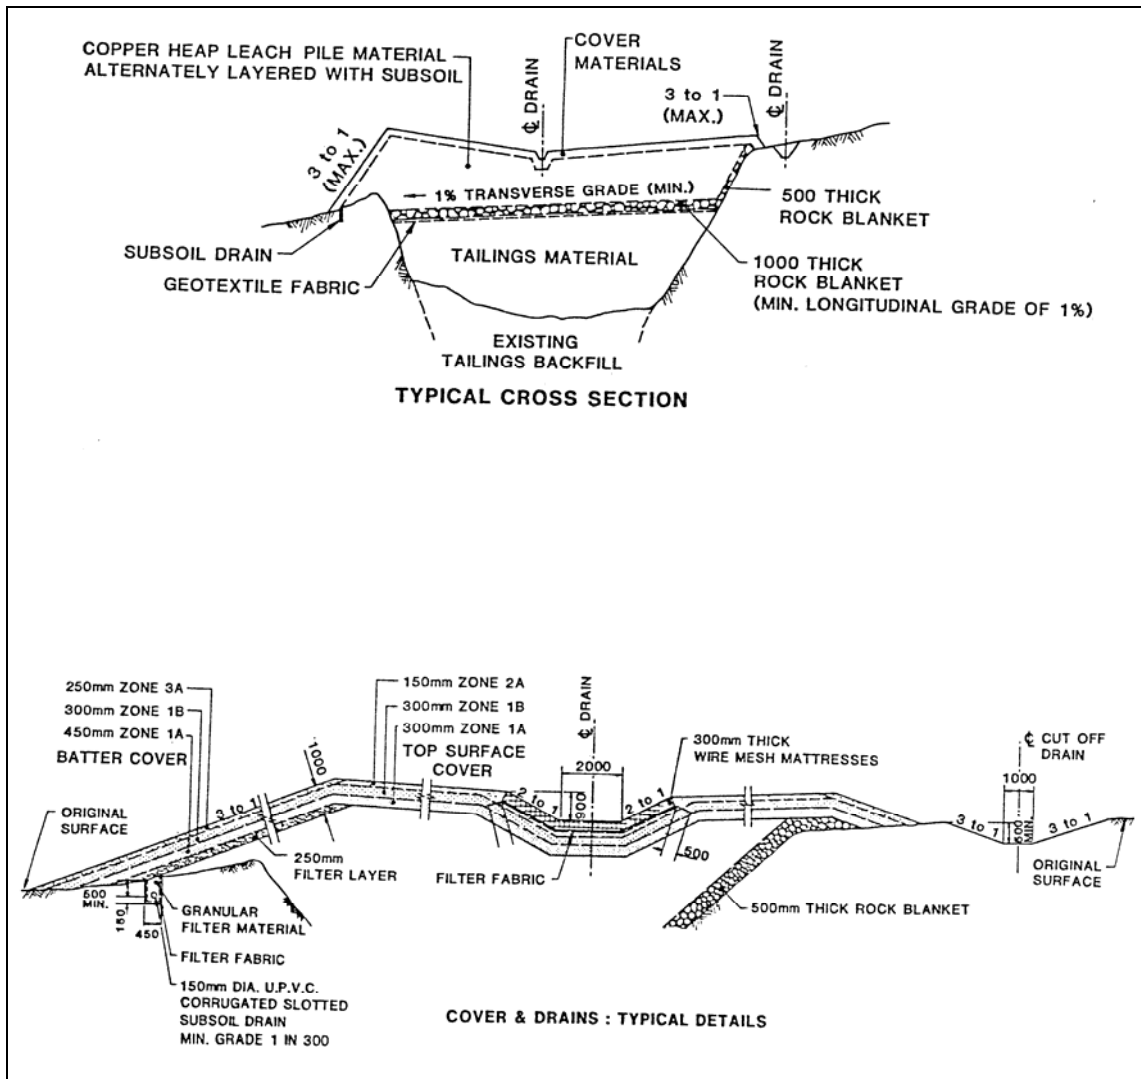 COPPER HEAP LEACH PILE MATERIAL
ALTERNATELY LAYERED WITH SUBSOIL
℄ DRAIN
COVER
MATERIALS
℄ DRAIN
3 to 1
(MAX.)
3 to 1
(MAX.)
1% TRANSVERSE GRADE (MIN.)
500 THICK
ROCK BLANKET
SUBSOIL DRAIN
GEOTEXTILE FABRIC
TAILINGS MATERIAL
1000 THICK
ROCK BLANKET
(MIN. LONGITUDINAL GRADE OF 1%)
EXISTING
TAILINGS BACKFILL
TYPICAL CROSS SECTION
250mm ZONE 3A
300mm ZONE 1B
450mm ZONE 1A
BATTER COVER
150mm ZONE 2A
300mm ZONE 1B
300mm ZONE 1A
TOP SURFACE
COVER
℄ DRAIN
300mm THICK
WIRE MESH MATTRESSES
℄ CUT OFF
DRAIN
1000
2000
1000
ORIGINAL
SURFACE
3 to 1
2 to 1
900
2 to 1
3 to 1
600
MIN.
3 to 1
ORIGINAL
SURFACE
250mm
FILTER LAYER
FILTER FABRIC
500
500mm THICK ROCK BLANKET
MIN.
150
450
GRANULAR
FILTER MATERIAL
FILTER FABRIC
150mm DIA. U.P.V.C.
CORRUGATED SLOTTED
SUBSOIL DRAIN
MIN. GRADE 1 IN 300
COVER & DRAINS : TYPICAL DETAILS